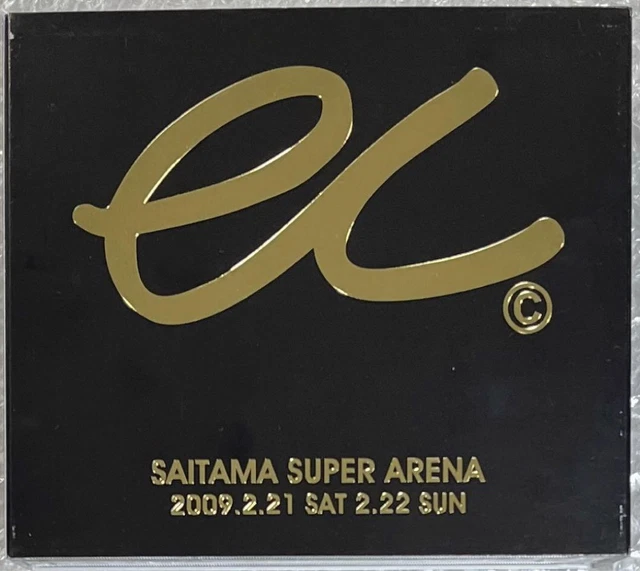 ec
©
SAITAMA SUPER ARENA
2009.2.21 SAT 2.22 SUN